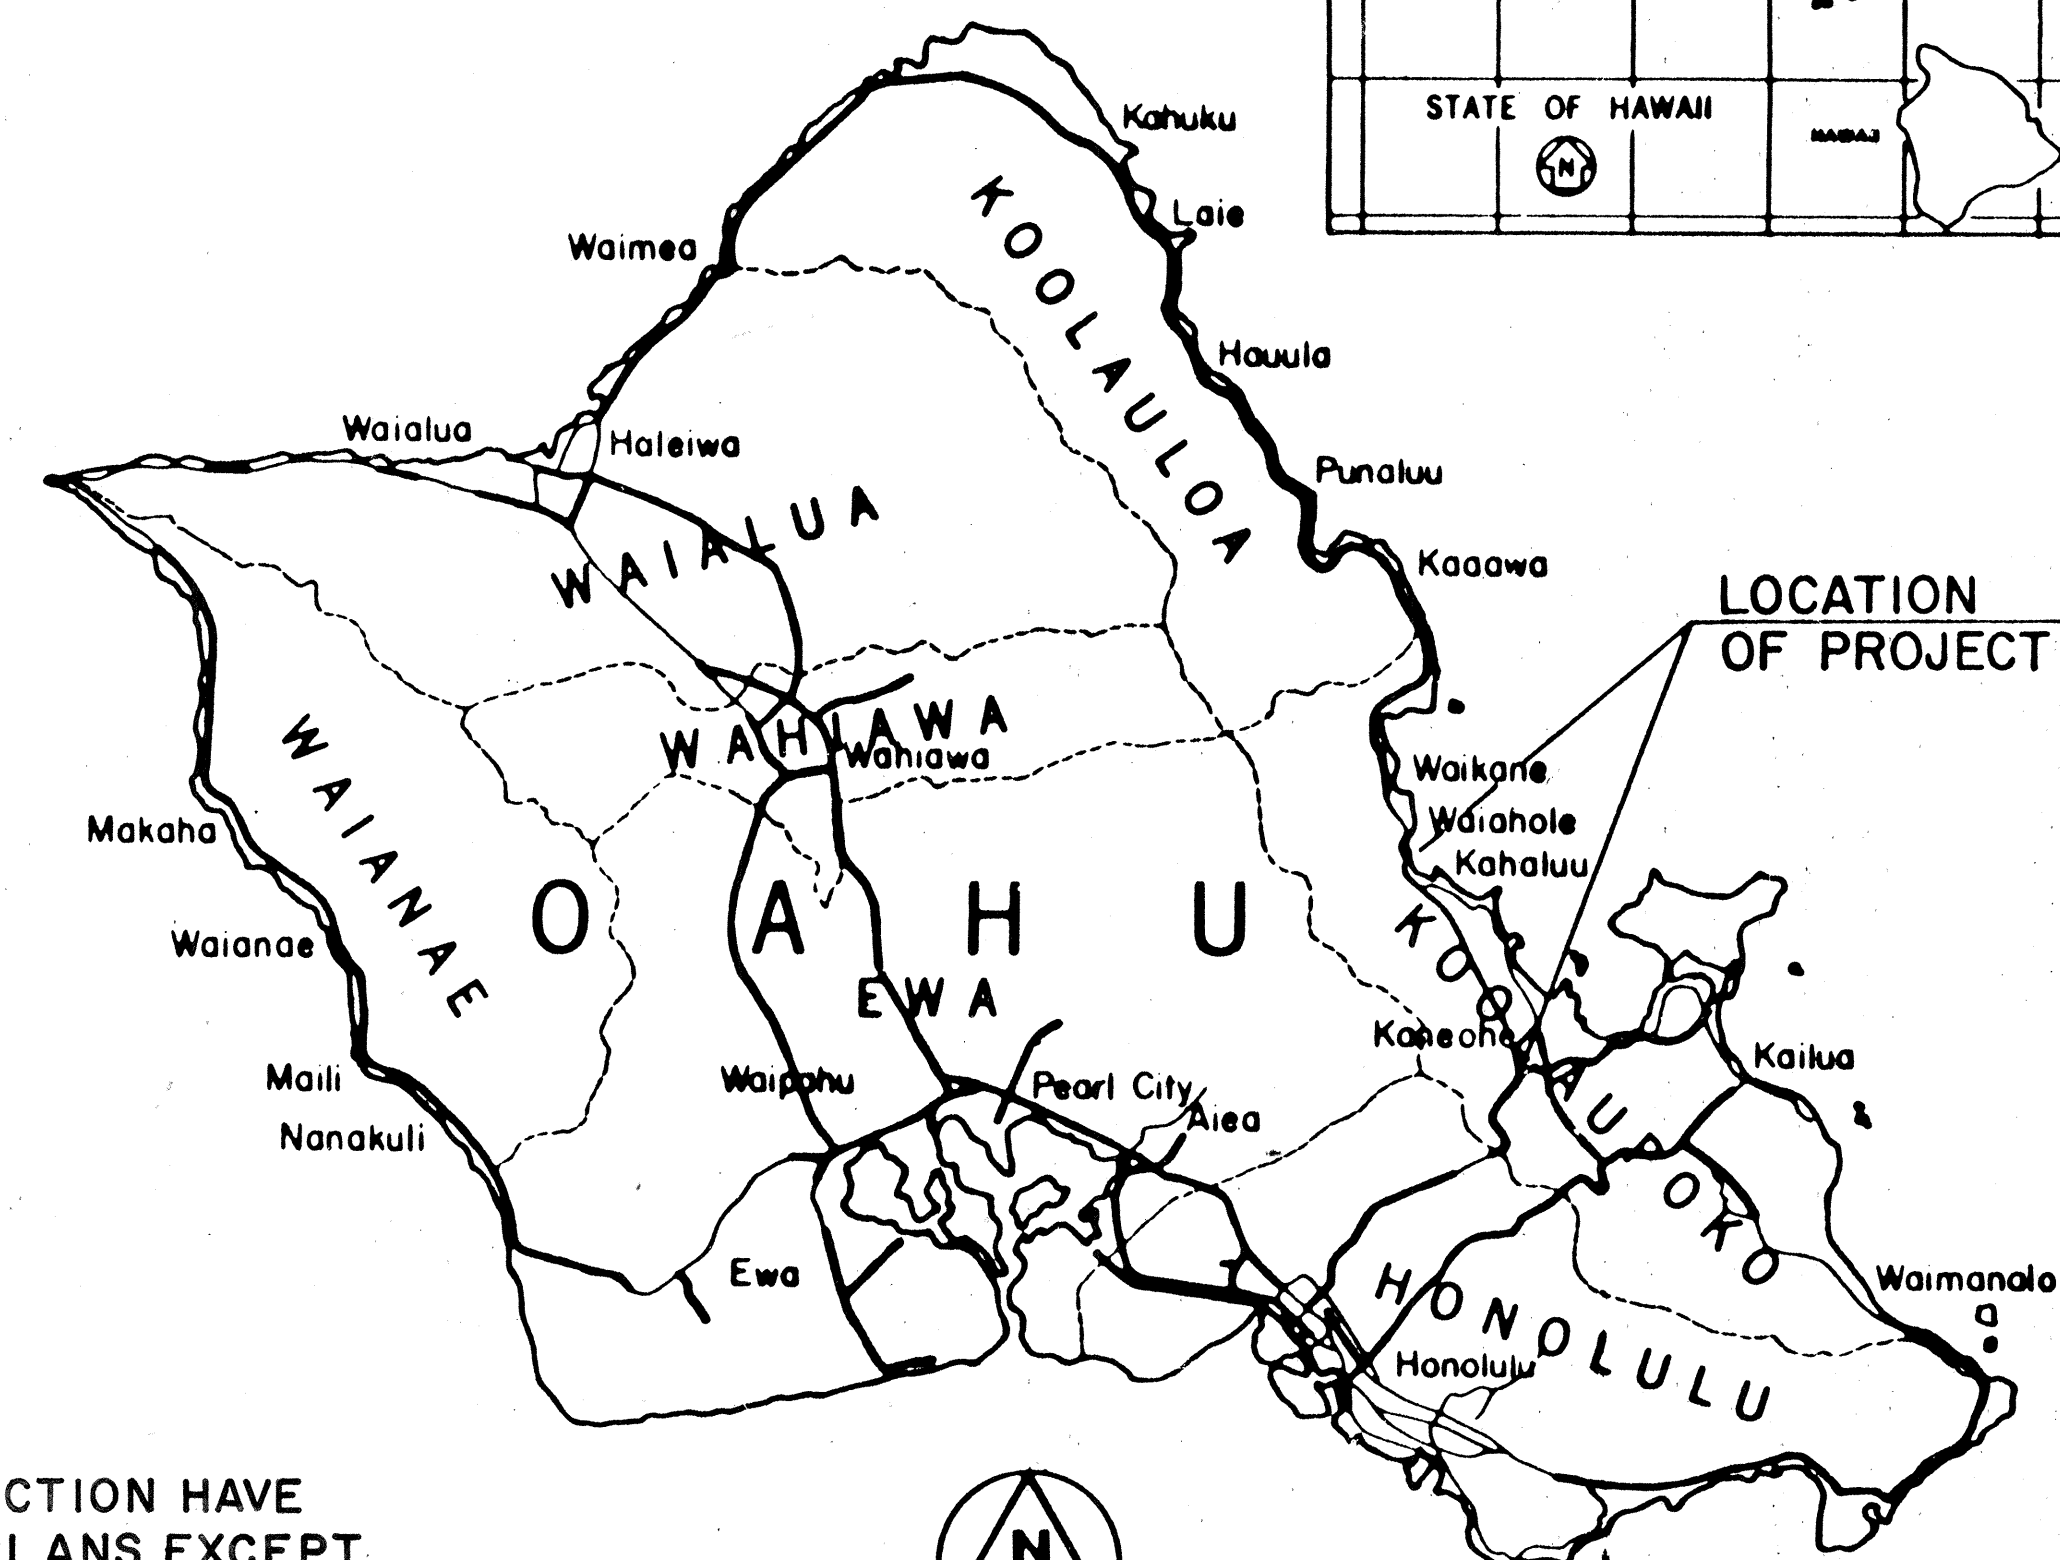 STATE OF HAWAII
HAWAII
N
Kahuku
Laie
Waimea
KOOLAULOA
Hauula
Waialua
Haleiwa
Punaluu
WAIALUA
Kaaawa
LOCATION
OF PROJECT
WAIANAE
WAHIAWA
Wahiawa
Waikane
Waiahole
Kahaluu
Makaha
OAHU
Waianae
EWA
KOOLAUPOKO
Kaneohe
Kailua
Maili
Waipahu
Pearl City
Aiea
Nanakuli
Ewa
HONOLULU
Waimanalo
Honolulu
CTION HAVE
LANS EXCEPT
N